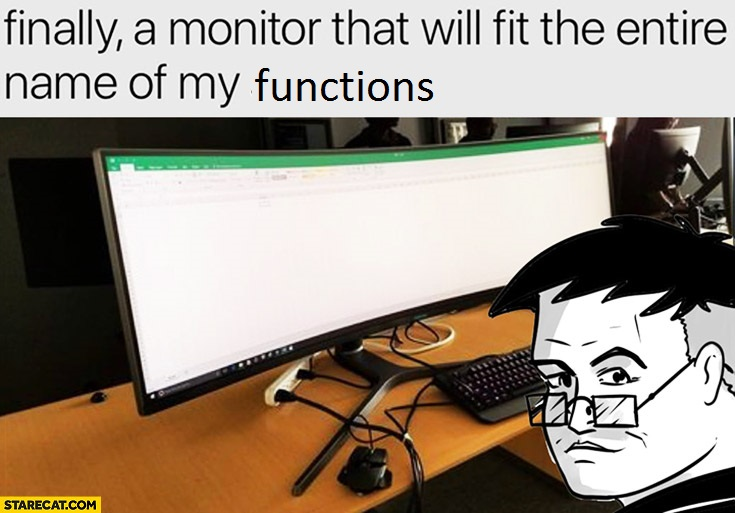 finally, a monitor that will fit the entire
name of my functions
STARECAT.COM